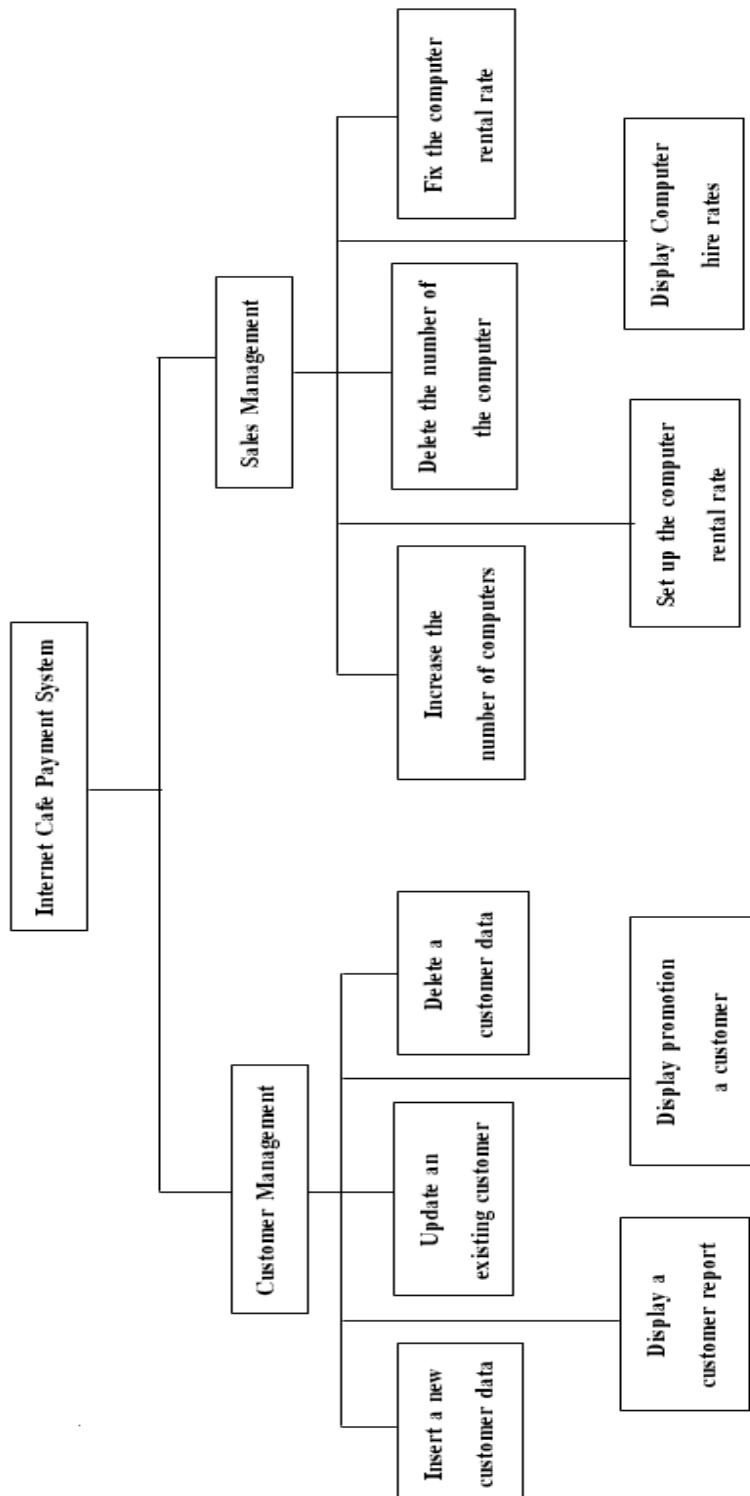 Internet Cafe Payment System
Customer Management
Sales Management
Insert a new
customer data
Update an
existing customer
Delete a
customer data
Increase the
number of computers
Delete the number of
the computer
Fix the computer
rental rate
Display a
customer report
Display promotion
a customer
Set up the computer
rental rate
Display Computer
hire rates